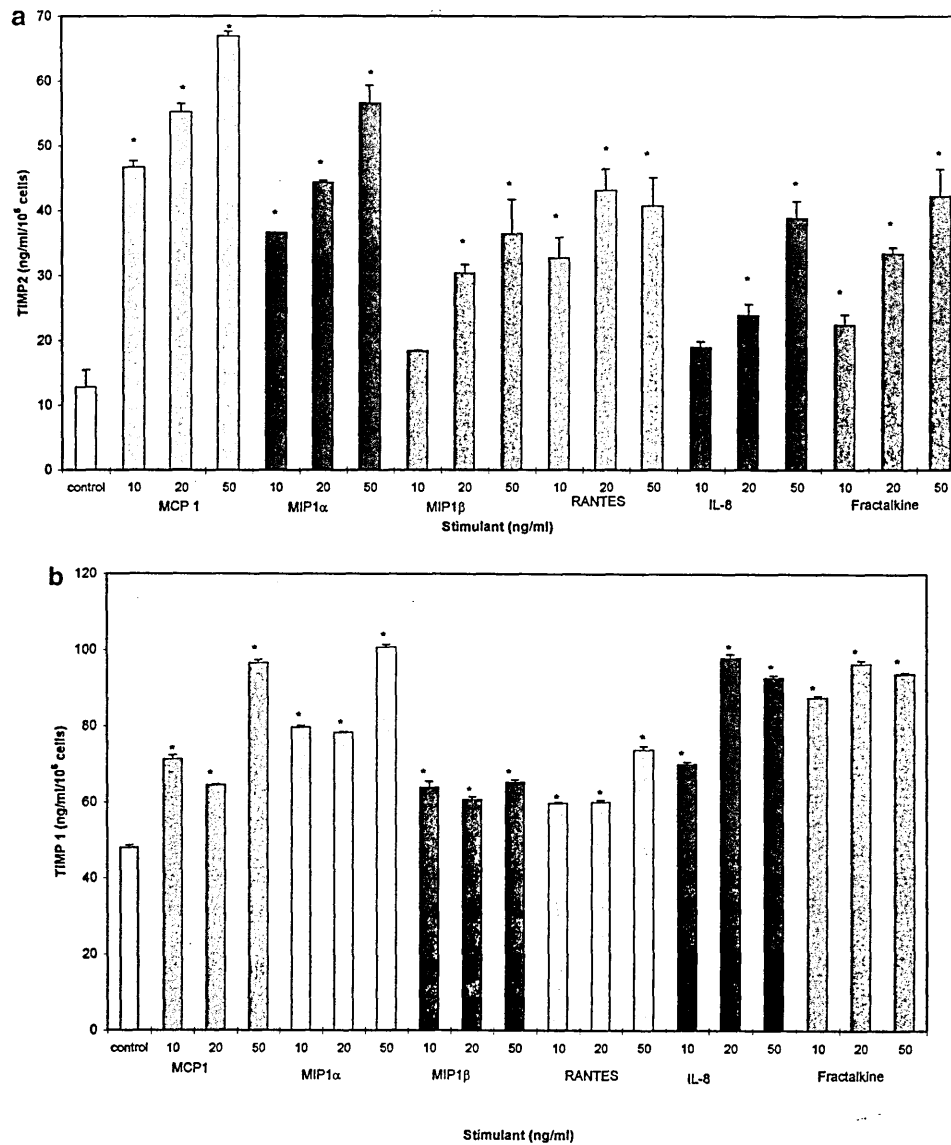 a
70
60
50
40
30
20
10
0
TIMP2 (ng/ml/10⁶ cells)
* * * * * * * * * * * * * * * *
control 10 20 50 10 20 50 10 20 50 10 20 50 10 20 50 10 20 50
MCP 1 MIP1α MIP1β RANTES IL-8 Fractalkine
Stimulant (ng/ml)
b
120
100
80
60
40
20
0
TIMP 1 (ng/ml/10⁶ cells)
* * * * * * * * * * * * * * * * * *
control 10 20 50 10 20 50 10 20 50 10 20 50 10 20 50 10 20 50
MCP1 MIP1α MIP1β RANTES IL-8 Fractalkine
Stimulant (ng/ml)